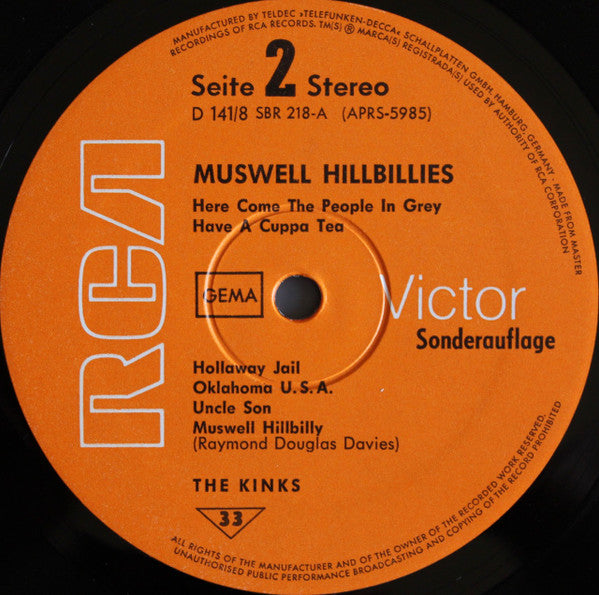 MANUFACTURED BY TELDEC »TELEFUNKEN-DECCA« SCHALLPLATTEN GMBH, HAMBURG, GERMANY · MADE FROM MASTER
RECORDINGS OF RCA RECORDS. TM(S) ® MARCA(S) REGISTRADA(S) USED BY AUTHORITY OF RCA CORPORATION
Seite 2 Stereo
D 141/8 SBR 218-A (APRS-5985)
RCA
MUSWELL HILLBILLIES
Here Come The People In Grey
Have A Cuppa Tea
GEMA
Victor
Sonderauflage
Hollaway Jail
Oklahoma U.S.A.
Uncle Son
Muswell Hillbilly
(Raymond Douglas Davies)
THE KINKS
33
ALL RIGHTS OF THE MANUFACTURER AND OF THE OWNER OF THE RECORDED WORK RESERVED.
UNAUTHORISED PUBLIC PERFORMANCE BROADCASTING AND COPYING OF THE RECORD PROHIBITED